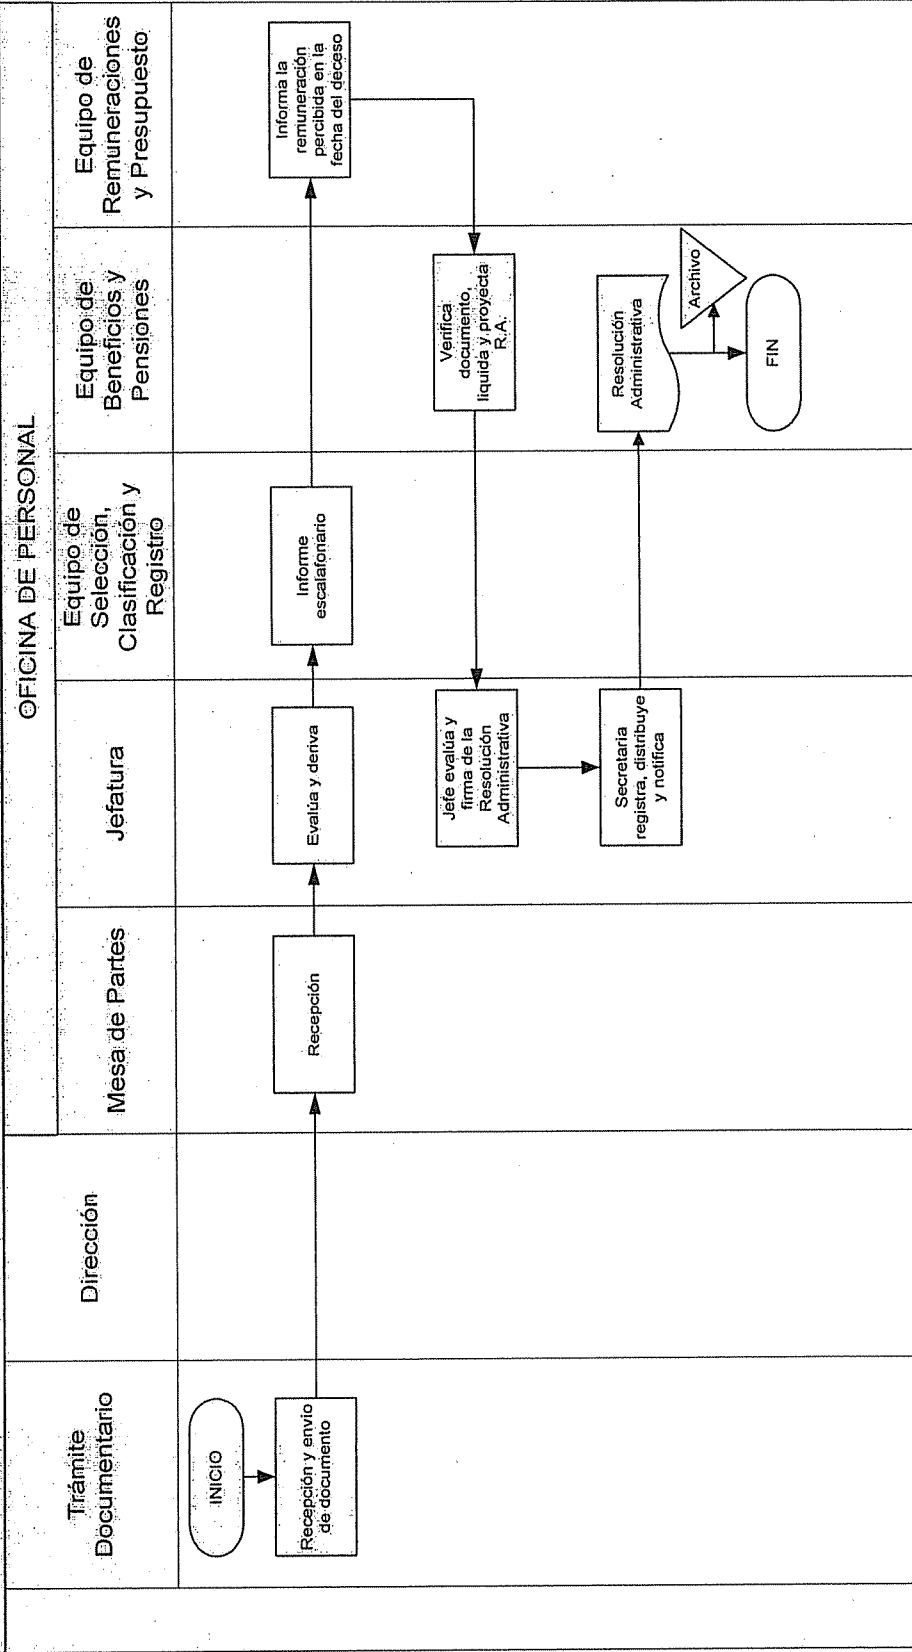 OFICINA DE PERSONAL
Trámite
Documentario
Dirección
Mesa de Partes
Jefatura
Equipo de
Selección,
Clasificación y
Registro
Equipo de
Beneficios y
Pensiones
Equipo de
Remuneraciones
y Presupuesto
INICIO
Recepción y envio
de documento
Recepción
Evalúa y deriva
Informe
escalafonario
Informa la
remuneración
percibida en la
fecha del deceso
Verifica
documento,
liquida y proyecta
R.A.
Jefe evalúa y
firma de la
Resolución
Administrativa
Secretaria
registra, distribuye
y notifica
Resolución
Administrativa
Archivo
FIN